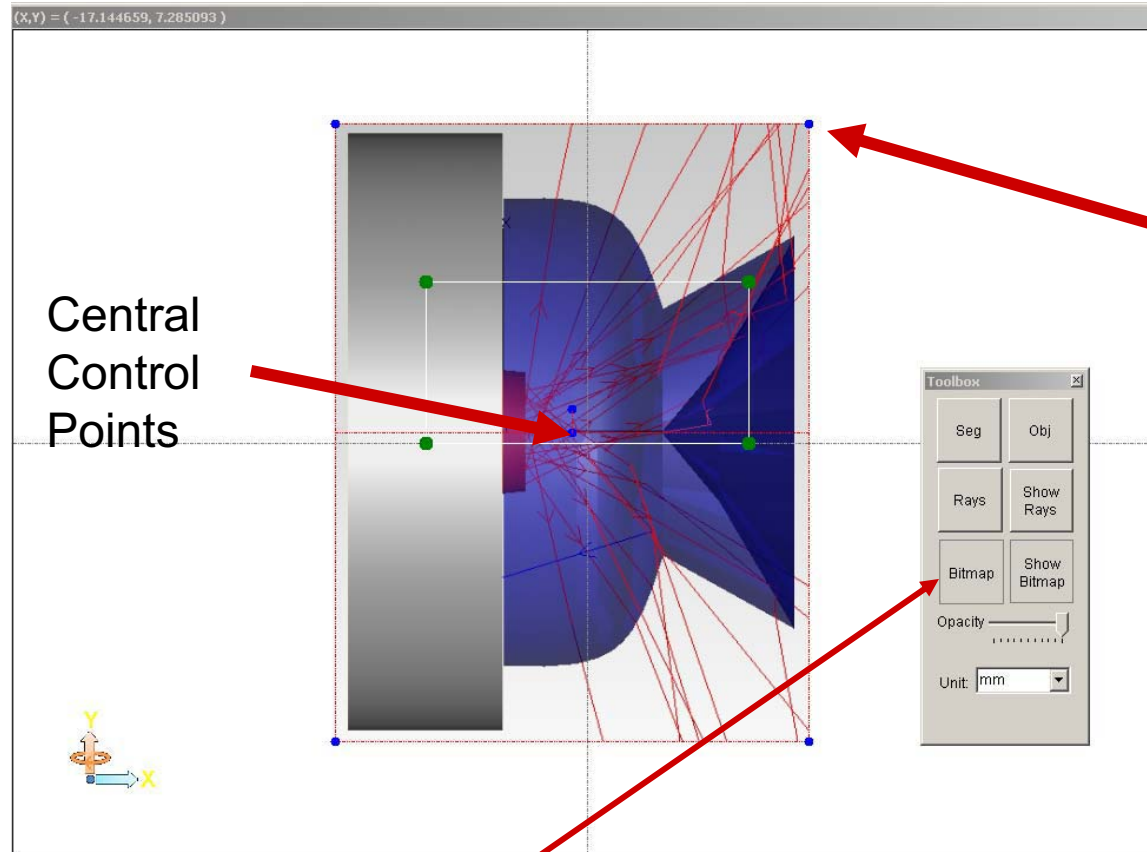 (X,Y) = ( -17.144659, 7.285093 )
Central
Control
Points
Toolbox
Seg Obj
Rays Show
Rays
Bitmap Show
Bitmap
Opacity
Unit: mm
Y
X